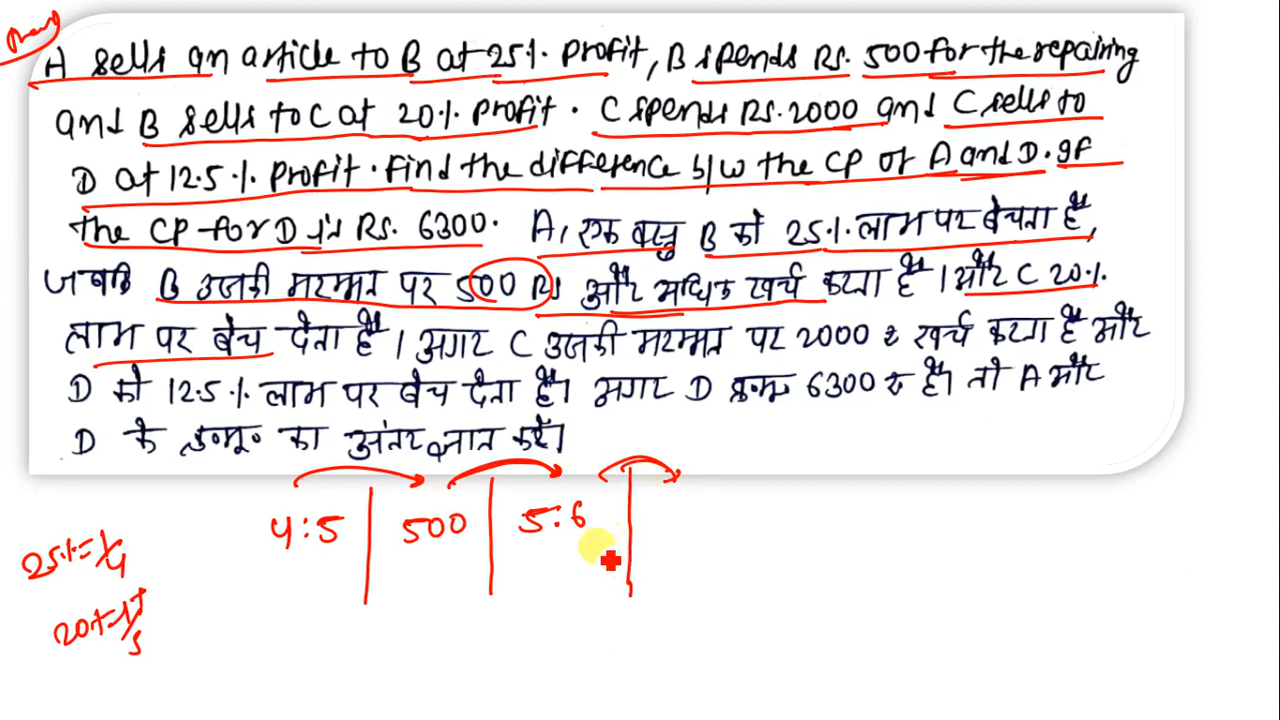 A sells an article to B at 25%. Profit, B spends Rs. 500 for the repairing
and B sells to C at 20%. Profit. C spends Rs. 2000 and C sells to
D at 12.5%. Profit. Find the difference b/w the CP of A and D. If
the CP for D is Rs. 6300. A, एक वस्तु B को 25%. लाभ पर बेचता है,
जबकि B उसकी मरम्मत पर 500 Rs और अधिक खर्च करता है। और C 20%.
लाभ पर बेच देता है। अगर C उसकी मरम्मत पर 2000 ₹ खर्च करता है और
D को 12.5%. लाभ पर बेच देता है। अगर D क्र०मू० 6300 ₹ है। तो A और
D के क्र०मू० का अंतर ज्ञात करें।
4:5 500 5:6
25%=1/4
20%=1/5